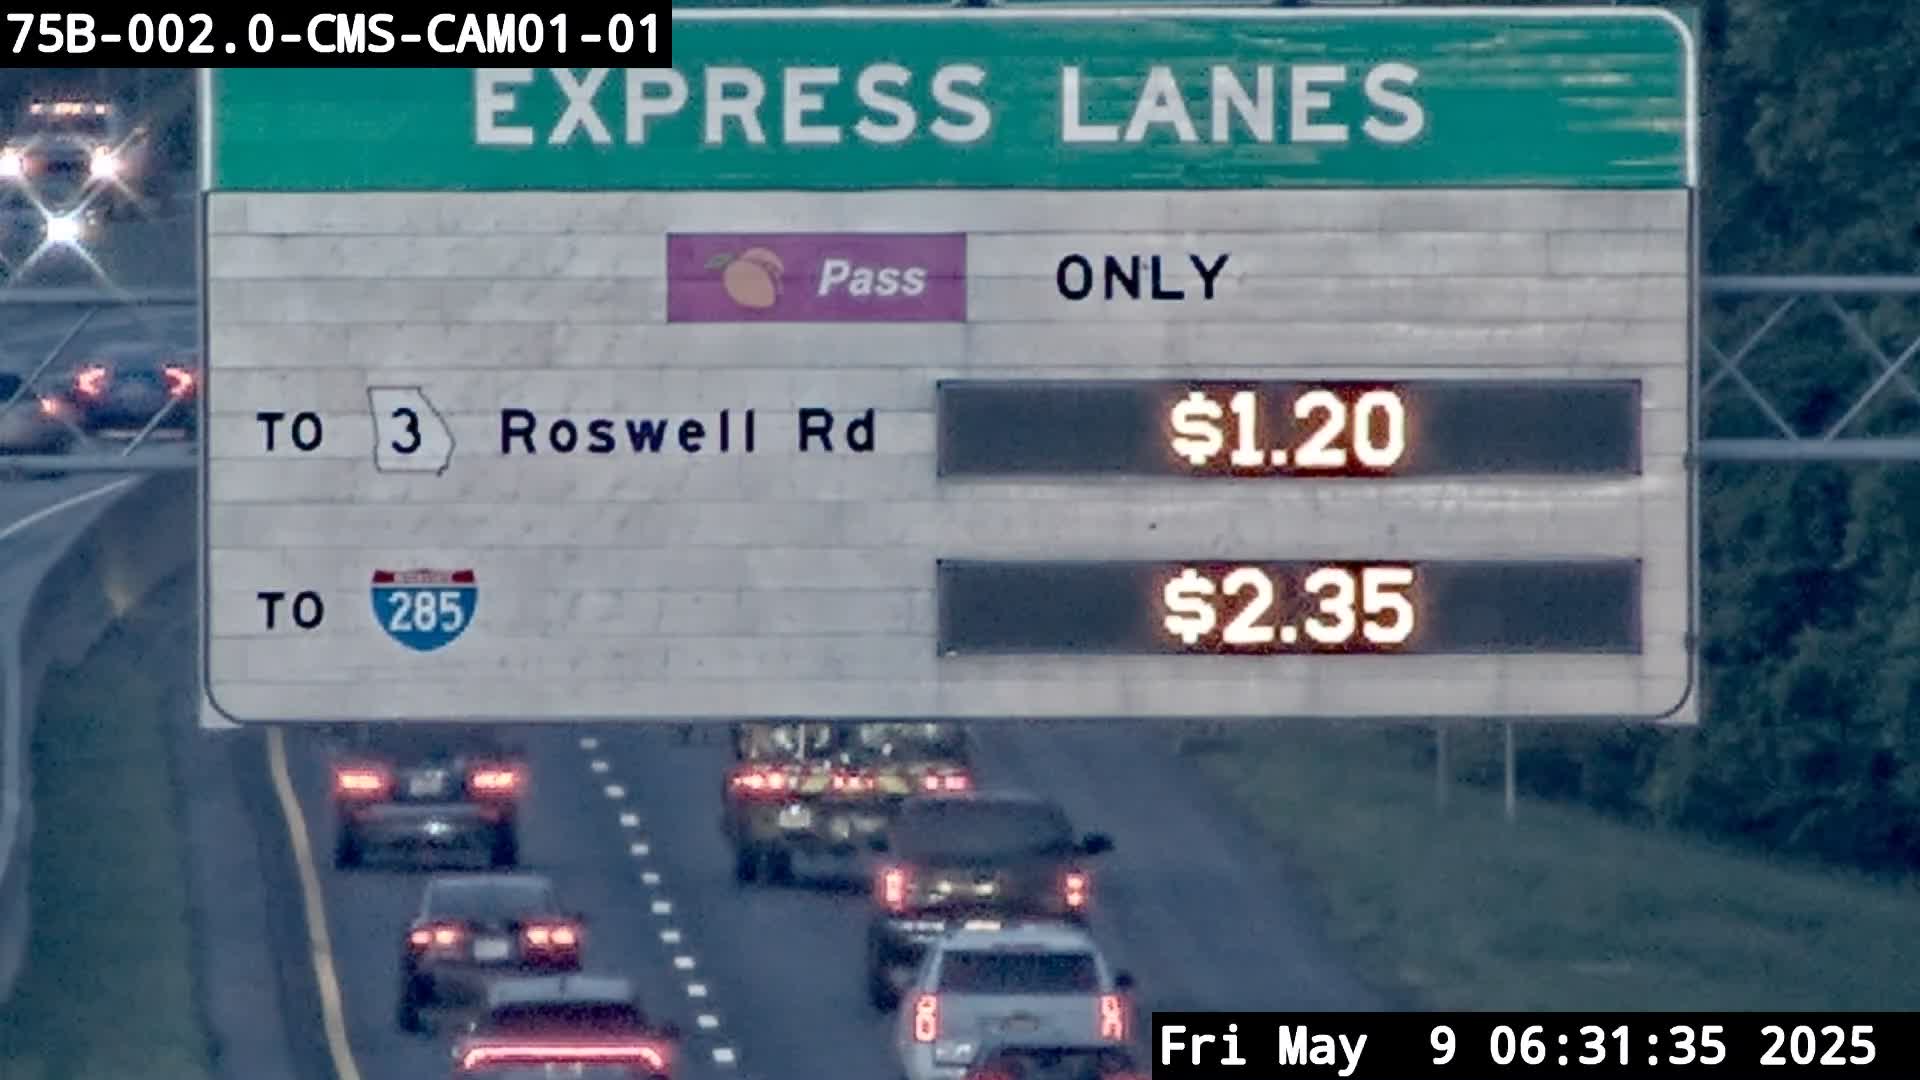 75B-002.0-CMS-CAM01-01
EXPRESS LANES
Pass ONLY
TO 3 Roswell Rd $1.20
TO 285 $2.35
Fri May 9 06:31:35 2025